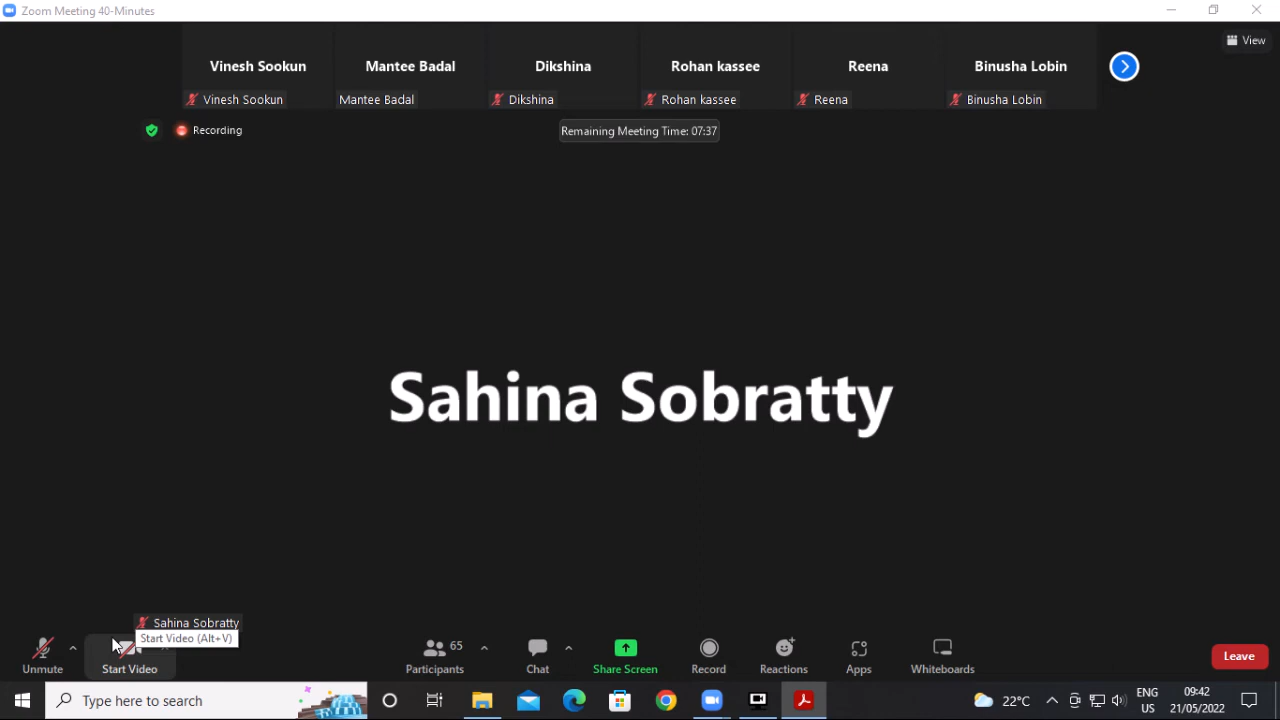 Zoom Meeting 40-Minutes
View
Vinesh Sookun
Mantee Badal
Dikshina
Rohan kassee
Reena
Binusha Lobin
Vinesh Sookun
Mantee Badal
Dikshina
Rohan kassee
Reena
Binusha Lobin
Recording
Remaining Meeting Time: 07:37
Sahina Sobratty
Sahina Sobratty
Start Video (Alt+V)
65
Unmute
Start Video
Participants
Chat
Share Screen
Record
Reactions
Apps
Whiteboards
Leave
Type here to search
22°C
ENG
US
09:42
21/05/2022